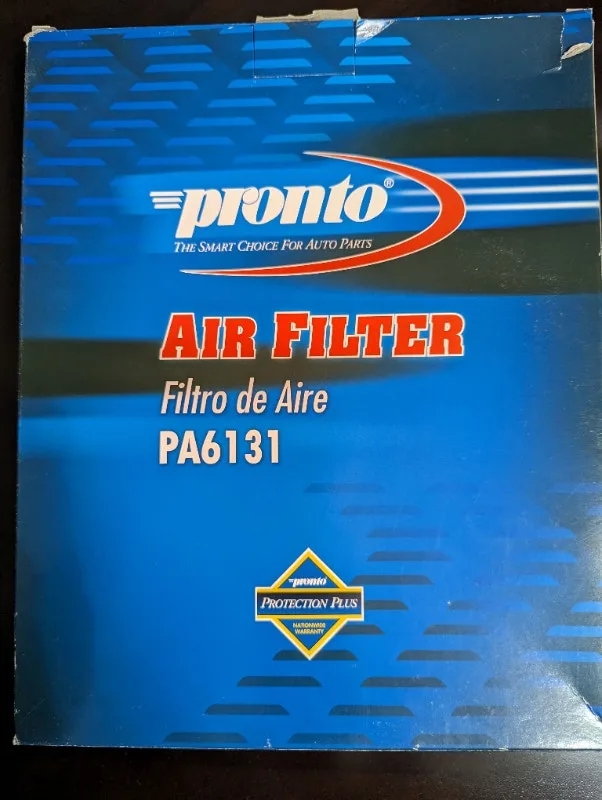 pronto®
THE SMART CHOICE FOR AUTO PARTS
AIR FILTER
Filtro de Aire
PA6131
pronto
PROTECTION PLUS
NATIONWIDE
WARRANTY